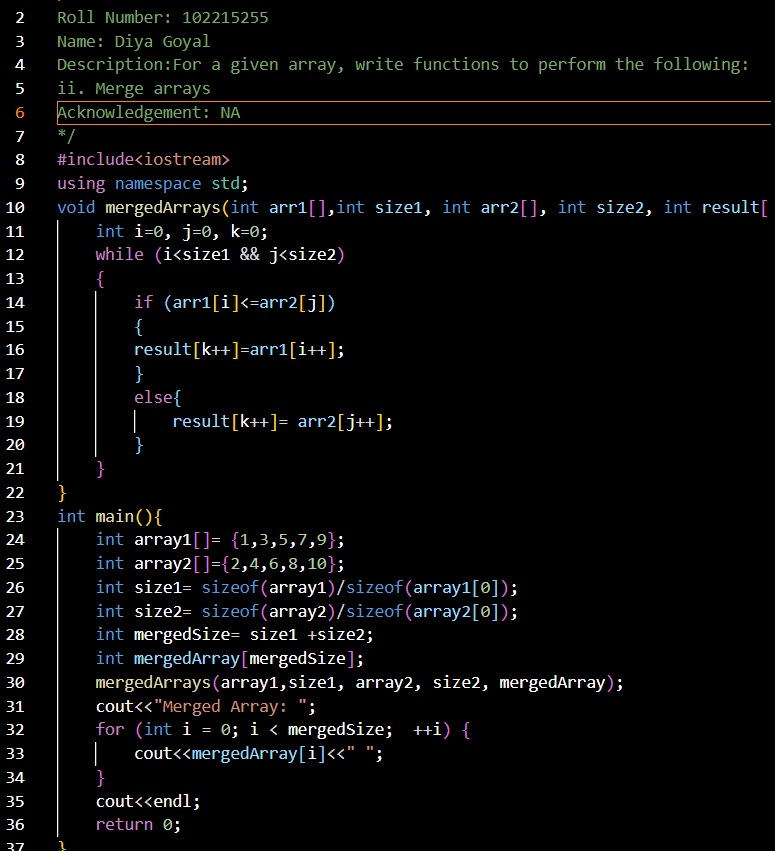 2 Roll Number: 102215255
3 Name: Diya Goyal
4 Description:For a given array, write functions to perform the following:
5 ii. Merge arrays
6 Acknowledgement: NA
7 */
8 #include<iostream>
9 using namespace std;
10 void mergedArrays(int arr1[],int size1, int arr2[], int size2, int result[
11 int i=0, j=0, k=0;
12 while (i<size1 && j<size2)
13 {
14 if (arr1[i]<=arr2[j])
15 {
16 result[k++]=arr1[i++];
17 }
18 else{
19 result[k++]= arr2[j++];
20 }
21 }
22 }
23 int main(){
24 int array1[]= {1,3,5,7,9};
25 int array2[]={2,4,6,8,10};
26 int size1= sizeof(array1)/sizeof(array1[0]);
27 int size2= sizeof(array2)/sizeof(array2[0]);
28 int mergedSize= size1 +size2;
29 int mergedArray[mergedSize];
30 mergedArrays(array1,size1, array2, size2, mergedArray);
31 cout<<"Merged Array: ";
32 for (int i = 0; i < mergedSize;  ++i) {
33 cout<<mergedArray[i]<<" ";
34 }
35 cout<<endl;
36 return 0;
37 }